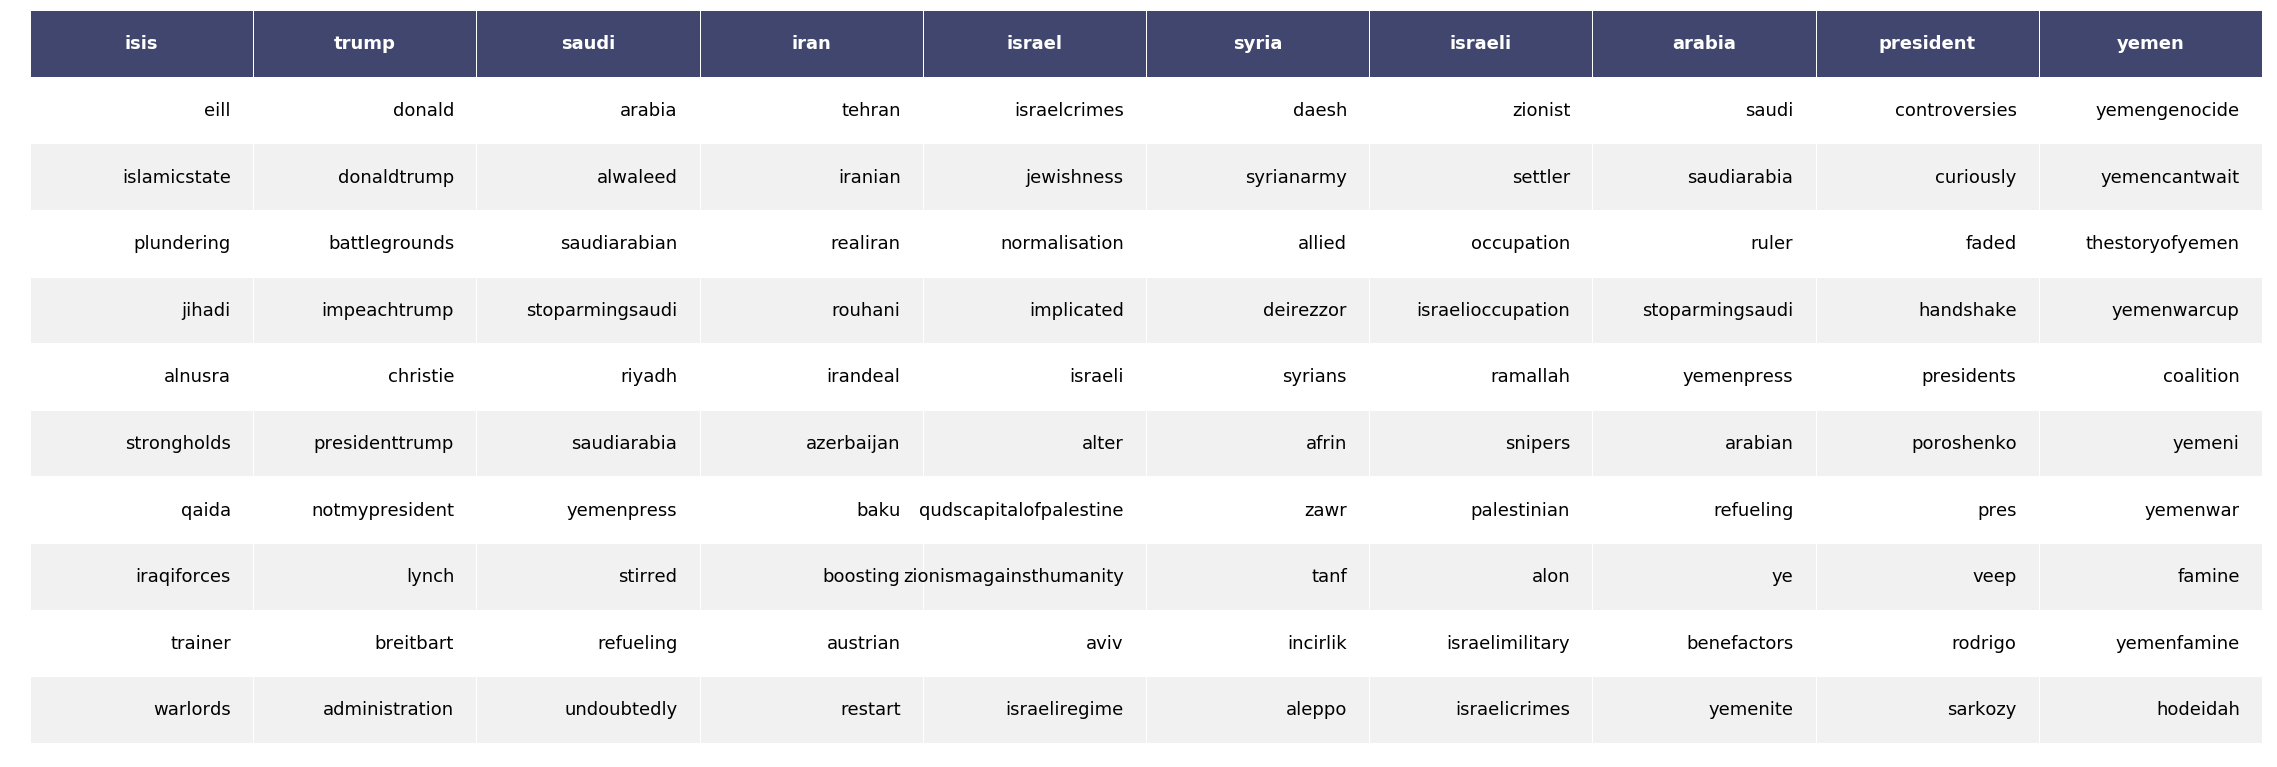 isis trump saudi iran israel syria israeli arabia president yemen
eill donald arabia tehran israelcrimes daesh zionist saudi controversies yemengenocide
islamicstate donaldtrump alwaleed iranian jewishness syrianarmy settler saudiarabia curiously yemencantwait
plundering battlegrounds saudiarabian realiran normalisation allied occupation ruler faded thestoryofyemen
jihadi impeachtrump stoparmingsaudi rouhani implicated deirezzor israelioccupation stoparmingsaudi handshake yemenwarcup
alnusra christie riyadh irandeal israeli syrians ramallah yemenpress presidents coalition
strongholds presidenttrump saudiarabia azerbaijan alter afrin snipers arabian poroshenko yemeni
qaida notmypresident yemenpress baku qudscapitalofpalestine zawr palestinian refueling pres yemenwar
iraqiforces lynch stirred boosting zionismagainsthumanity tanf alon ye veep famine
trainer breitbart refueling austrian aviv incirlik israelimilitary benefactors rodrigo yemenfamine
warlords administration undoubtedly restart israeliregime aleppo israelicrimes yemenite sarkozy hodeidah